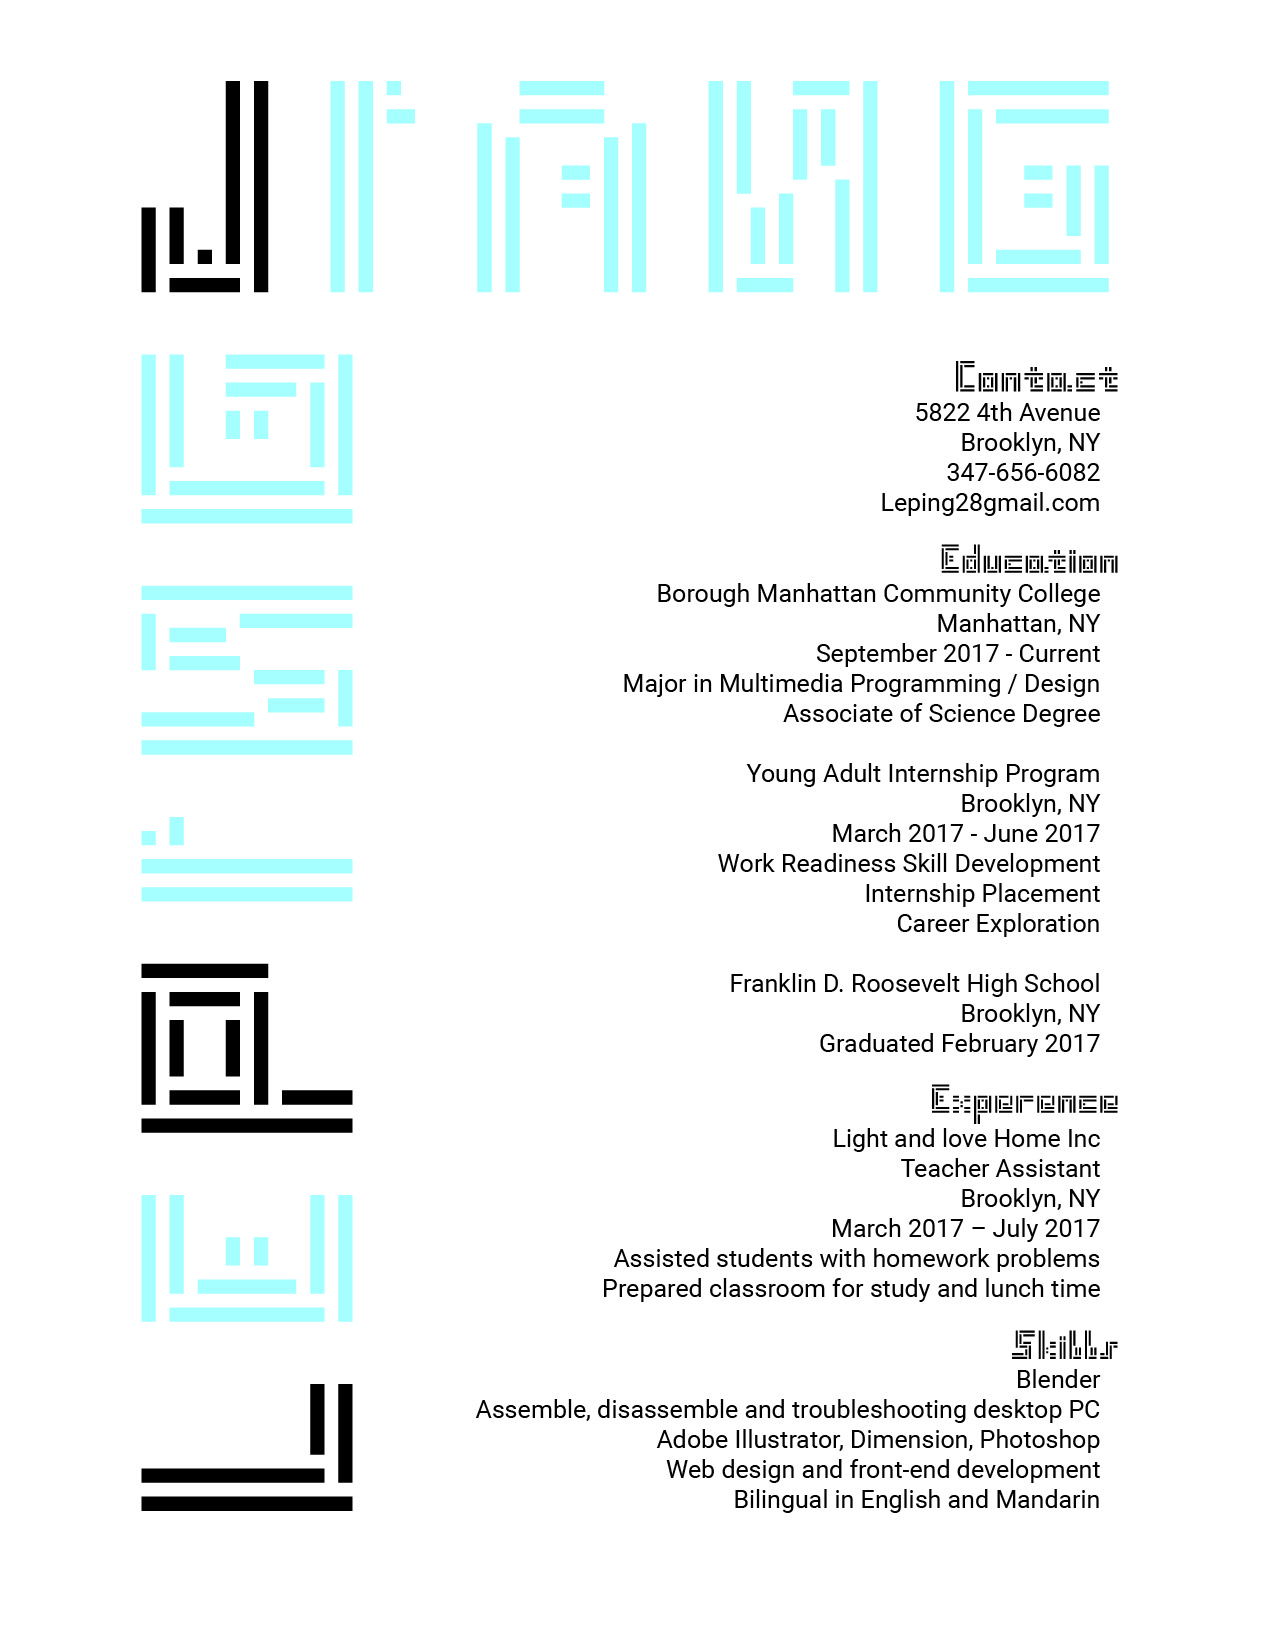 JIANG
LEPING
Contact
5822 4th Avenue
Brooklyn, NY
347-656-6082
Leping28gmail.com
Education
Borough Manhattan Community College
Manhattan, NY
September 2017 - Current
Major in Multimedia Programming / Design
Associate of Science Degree
Young Adult Internship Program
Brooklyn, NY
March 2017 - June 2017
Work Readiness Skill Development
Internship Placement
Career Exploration
Franklin D. Roosevelt High School
Brooklyn, NY
Graduated February 2017
Experence
Light and love Home Inc
Teacher Assistant
Brooklyn, NY
March 2017 – July 2017
Assisted students with homework problems
Prepared classroom for study and lunch time
Skills
Blender
Assemble, disassemble and troubleshooting desktop PC
Adobe Illustrator, Dimension, Photoshop
Web design and front-end development
Bilingual in English and Mandarin